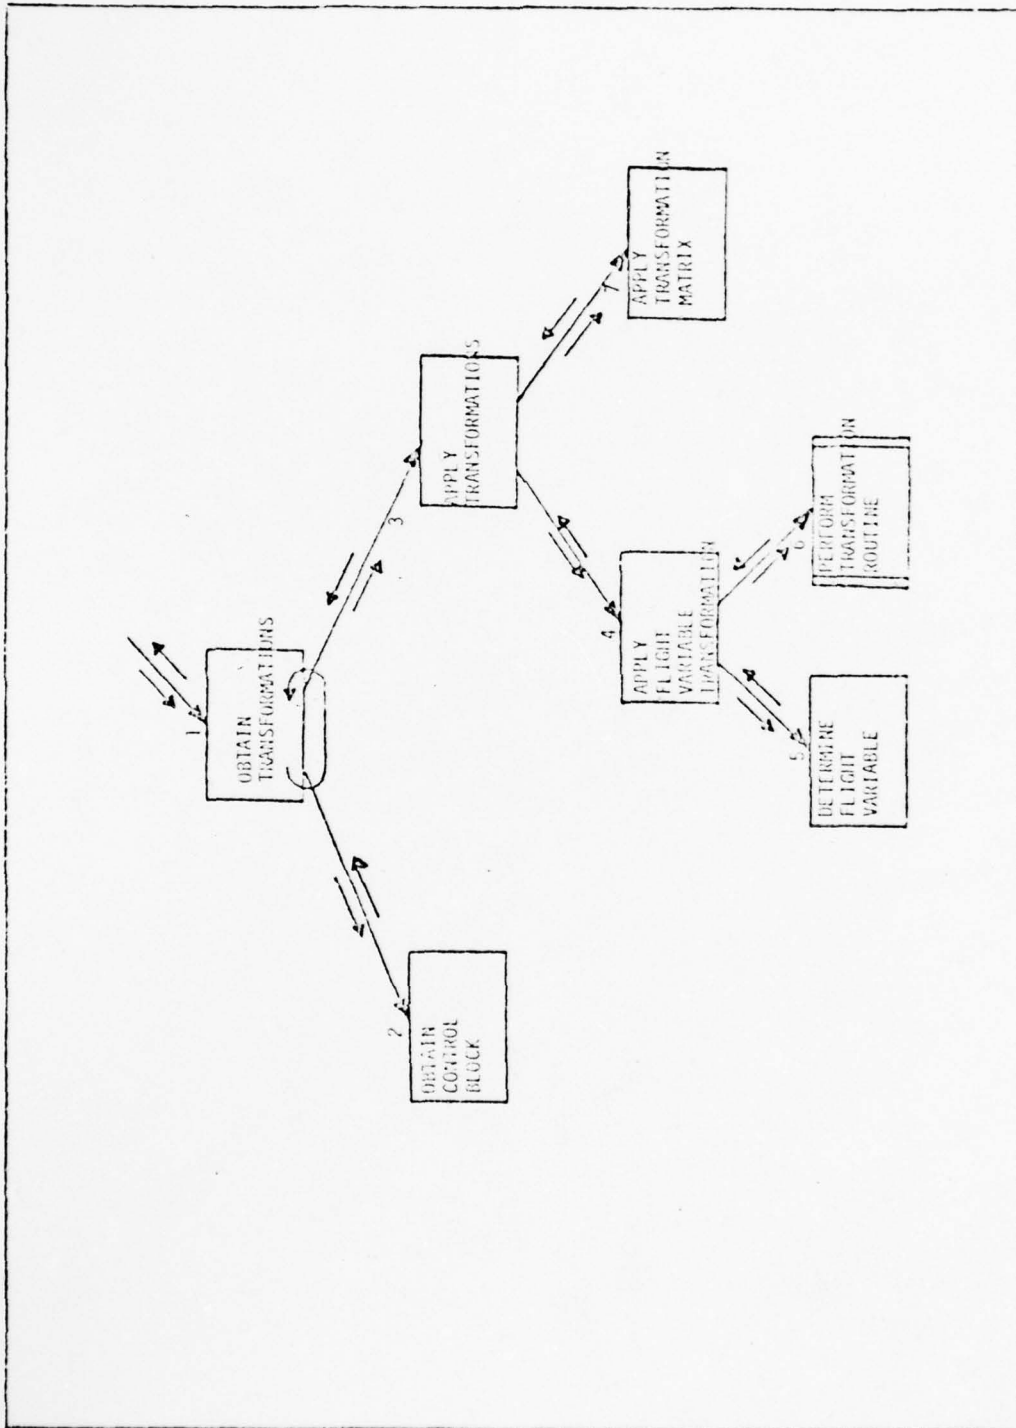 1
OBTAIN
TRANSFORMATIONS
2
OBTAIN
CONTROL
BLOCK
3
APPLY
TRANSFORMATIONS
4
APPLY
FLIGHT
VARIABLE
TRANSFORMATION
5
DETERMINE
FLIGHT
VARIABLE
6
PERFORM
TRANSFORMATION
ROUTINE
7
APPLY
TRANSFORMATION
MATRIX